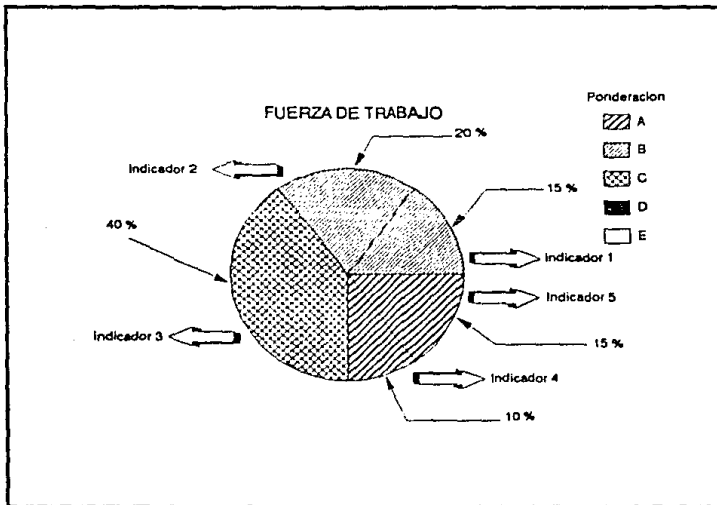 Ponderacion
A
B
C
D
E
FUERZA DE TRABAJO
20 %
Indicador 2
15 %
40 %
Indicador 1
Indicador 5
Indicador 3
15 %
Indicador 4
10 %